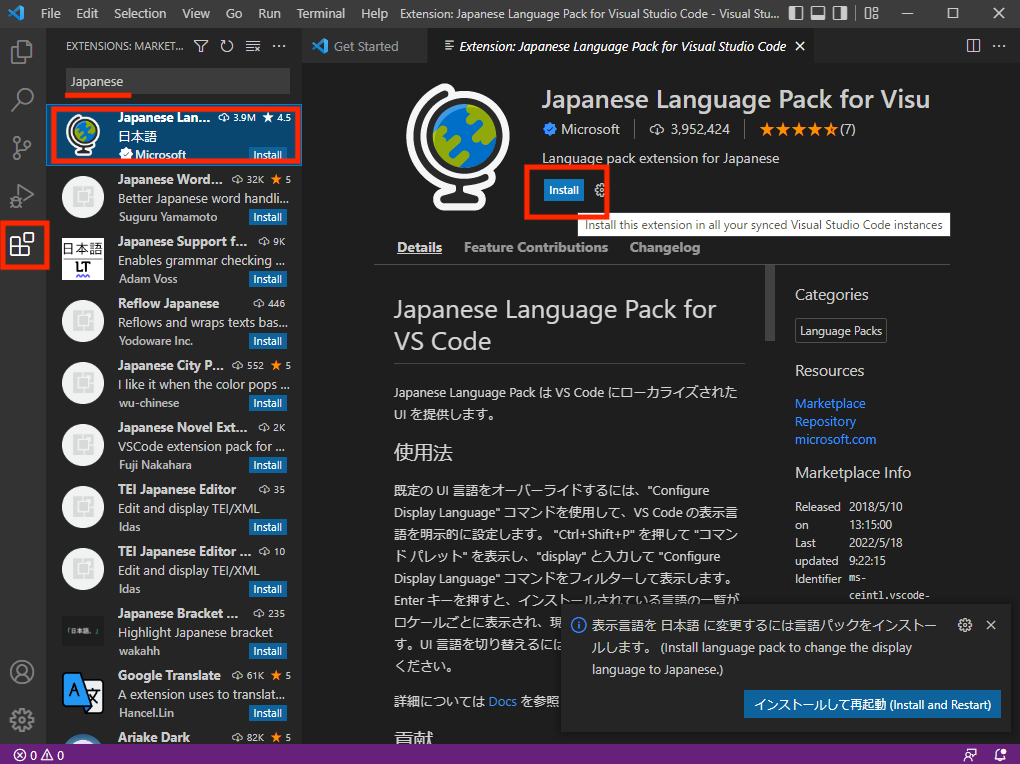 File Edit Selection View Go Run Terminal Help Extension: Japanese Language Pack for Visual Studio Code - Visual Stu...
EXTENSIONS: MARKET...
Japanese
Japanese Lan... 3.9M ★ 4.5
日本語
Microsoft Install
Japanese Word... 32K ★ 5
Better Japanese word handli...
Suguru Yamamoto Install
日本語
LT
Japanese Support f... 9K
Enables grammar checking ...
Adam Voss Install
Reflow Japanese 446
Reflows and wraps texts bas...
Yodoware Inc. Install
Japanese City P... 552 ★ 5
I like it when the color pops ...
wu-chinese Install
Japanese Novel Ext... 2K
VSCode extension pack for ...
Fuji Nakahara Install
TEI Japanese Editor 35
Edit and display TEI/XML
ldas Install
TEI Japanese Editor ... 10
Edit and display TEI/XML
ldas Install
「日本語。」
Japanese Bracket ... 235
Highlight Japanese bracket
wakahh Install
A 文
Google Translate 61K ★ 5
A extension uses to translat...
Hancel.Lin Install
Ariake Dark 82K ★ 5
Get Started
Extension: Japanese Language Pack for Visual Studio Code
Japanese Language Pack for Visu
Microsoft 3,952,424 ★★★★★(7)
Language pack extension for Japanese
Install
Install this extension in all your synced Visual Studio Code instances
Details Feature Contributions Changelog
Japanese Language Pack for
VS Code
Japanese Language Pack は VS Code にローカライズされた
UI を提供します。
使用法
既定の UI 言語をオーバーライドするには、"Configure
Display Language" コマンドを使用して、VS Code の表示言
語を明示的に設定します。 "Ctrl+Shift+P" を押して "コマン
ド パレット" を表示し、"display" と入力して "Configure
Display Language" コマンドをフィルターして表示します。
Enter キーを押すと、インストールされている言語の一覧が
ロケールごとに表示され、現
す。UI 言語を切り替えるには
ください。
詳細については Docs を参照
貢献
Categories
Language Packs
Resources
Marketplace
Repository
microsoft.com
Marketplace Info
Released 2018/5/10
on 13:15:00
Last 2022/5/18
updated 9:22:15
Identifier ms-
ceintl.vscode-
表示言語を 日本語 に変更するには言語パックをインストー
ルします。 (Install language pack to change the display
language to Japanese.)
インストールして再起動 (Install and Restart)
0 0